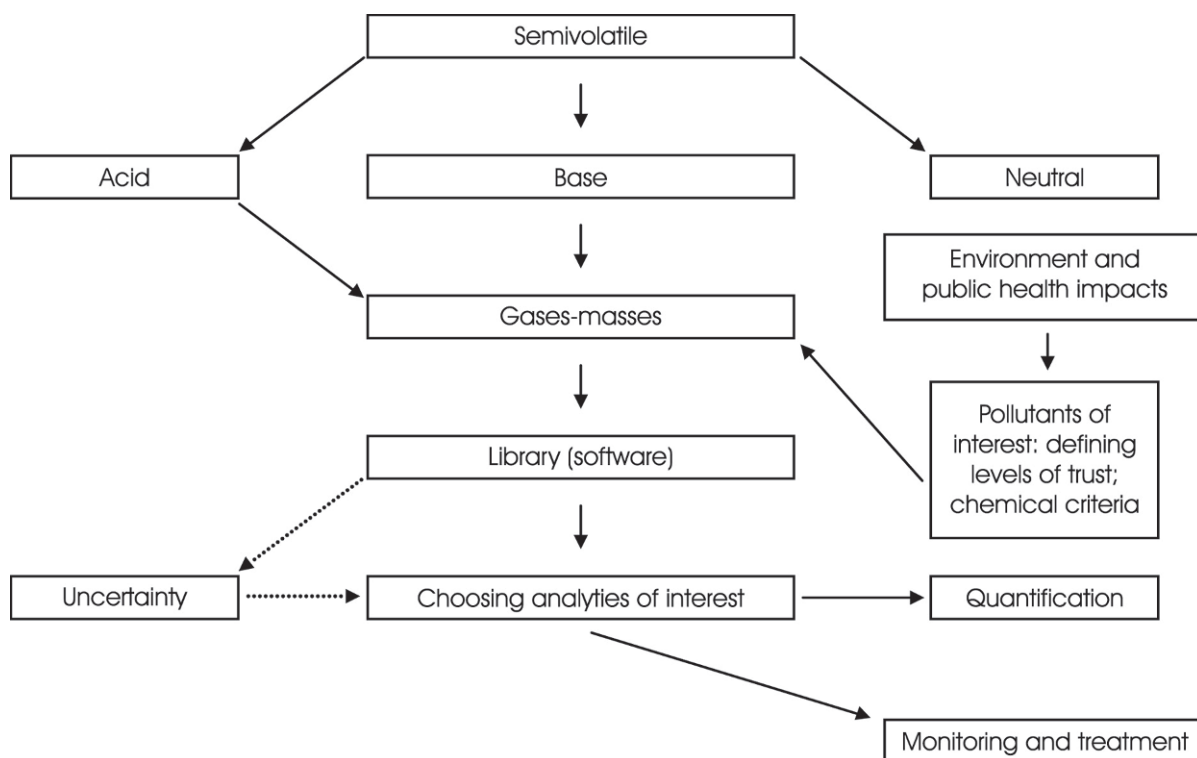 Semivolatile
Acid
Base
Neutral
Environment and
public health impacts
Gases-masses
Pollutants of
interest: defining
levels of trust;
chemical criteria
Library (software)
Uncertainty
Choosing analyties of interest
Quantification
Monitoring and treatment